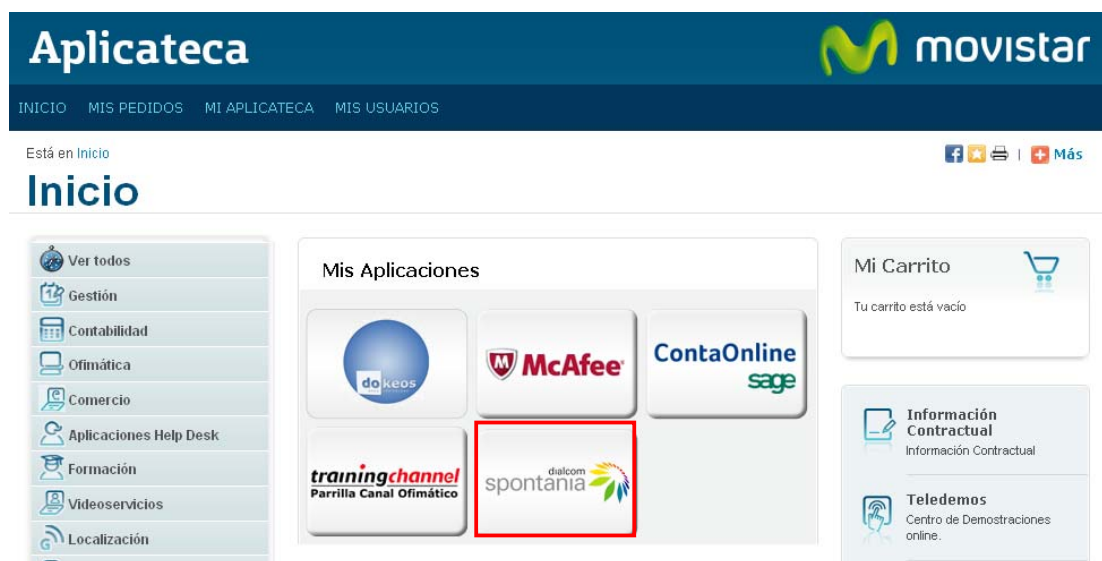 Aplicateca
movistar
INICIO MIS PEDIDOS MI APLICATECA MIS USUARIOS
Está en Inicio
Más
Inicio
Ver todos
Gestión
Contabilidad
Ofimática
Comercio
Aplicaciones Help Desk
Formación
Videoservicios
Localización
Mis Aplicaciones
dokeos
McAfee
ContaOnline
sage
trainingchannel
Parrilla Canal Ofimático
dialcom
spontania
Mi Carrito
Tu carrito está vacío
Información
Contractual
Información Contractual
Teledemos
Centro de Demostraciones
online.